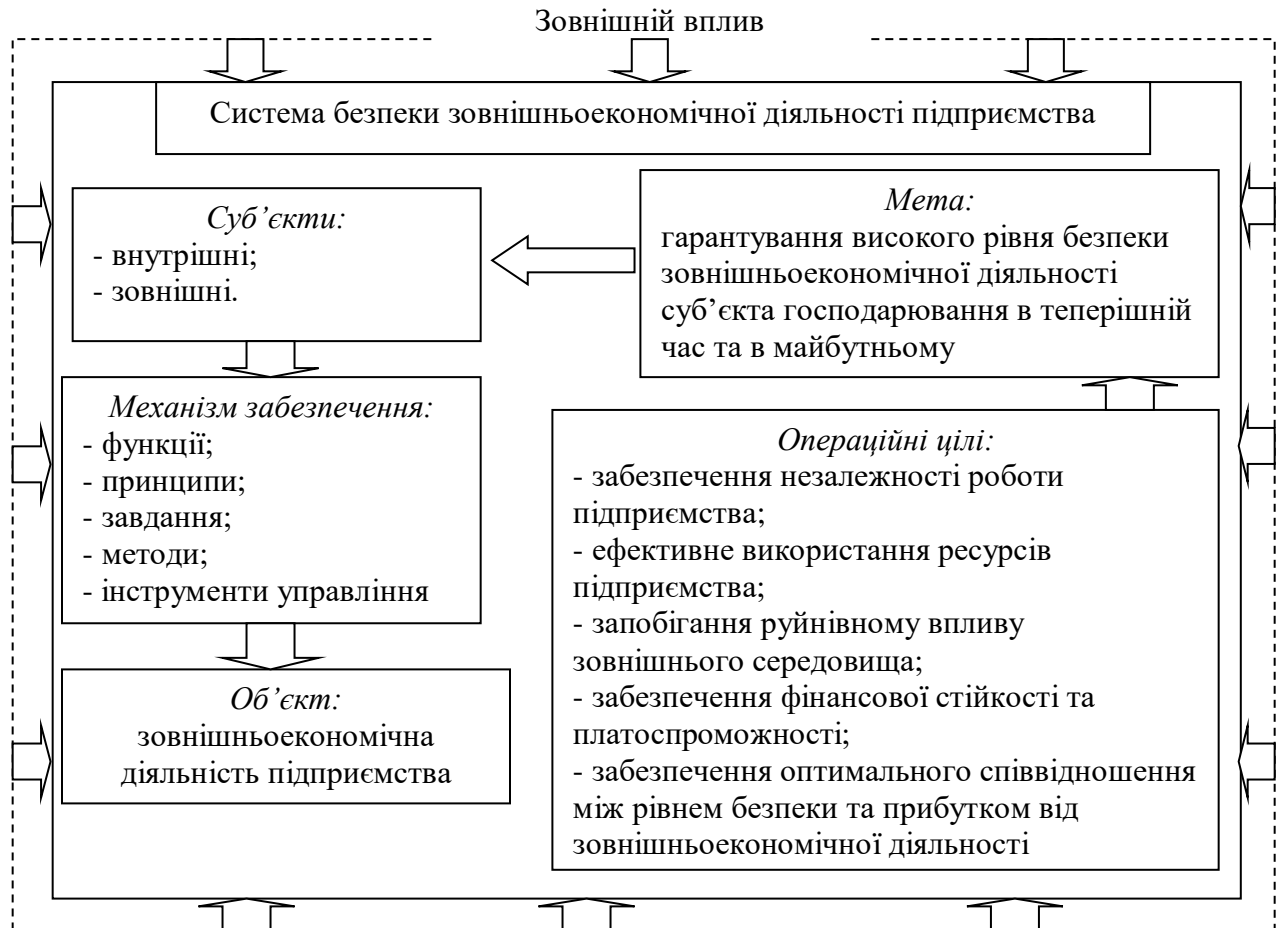 Зовнішній вплив
Система безпеки зовнішньоекономічної діяльності підприємства
Суб’єкти:
- внутрішні;
- зовнішні.
Мета:
гарантування високого рівня безпеки
зовнішньоекономічної діяльності
суб’єкта господарювання в теперішній
час та в майбутньому
Механізм забезпечення:
- функції;
- принципи;
- завдання;
- методи;
- інструменти управління
Операційні цілі:
- забезпечення незалежності роботи
підприємства;
- ефективне використання ресурсів
підприємства;
- запобігання руйнівному впливу
зовнішнього середовища;
- забезпечення фінансової стійкості та
платоспроможності;
- забезпечення оптимального співвідношення
між рівнем безпеки та прибутком від
зовнішньоекономічної діяльності
Об’єкт:
зовнішньоекономічна
діяльність підприємства